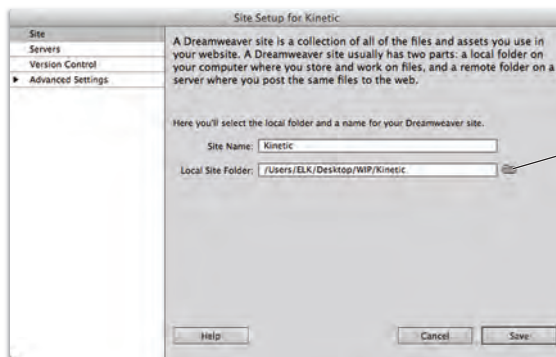 Site Setup for Kinetic
Site
Servers
Version Control
Advanced Settings
A Dreamweaver site is a collection of all of the files and assets you use in
your website. A Dreamweaver site usually has two parts: a local folder on
your computer where you store and work on files, and a remote folder on a
server where you post the same files to the web.
Here you'll select the local folder and a name for your Dreamweaver site.
Site Name: Kinetic
Local Site Folder: /Users/ELK/Desktop/WIP/Kinetic
Help
Cancel
Save